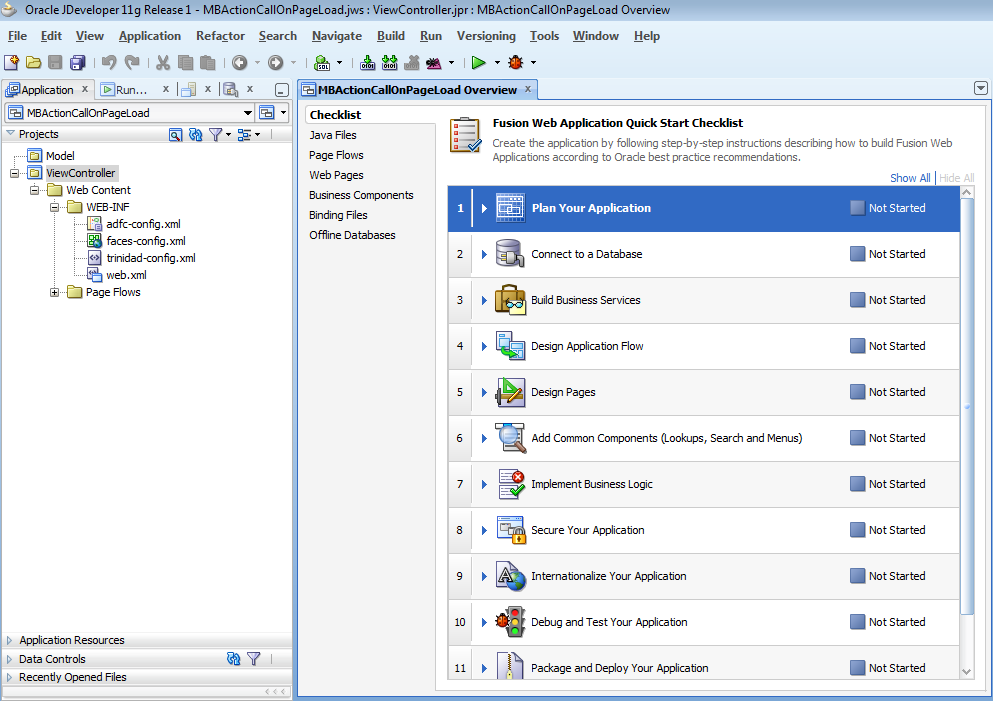 Oracle JDeveloper 11g Release 1 - MBActionCallOnPageLoad.jws : ViewController.jpr : MBActionCallOnPageLoad Overview
File Edit View Application Refactor Search Navigate Build Run Versioning Tools Window Help
Application Run...
MBActionCallOnPageLoad
Projects
Model
ViewController
Web Content
WEB-INF
adfc-config.xml
faces-config.xml
trinidad-config.xml
web.xml
Page Flows
Application Resources
Data Controls
Recently Opened Files
MBActionCallOnPageLoad Overview
Checklist
Java Files
Page Flows
Web Pages
Business Components
Binding Files
Offline Databases
Fusion Web Application Quick Start Checklist
Create the application by following step-by-step instructions describing how to build Fusion Web
Applications according to Oracle best practice recommendations.
Show All Hide All
1 Plan Your Application Not Started
2 Connect to a Database Not Started
3 Build Business Services Not Started
4 Design Application Flow Not Started
5 Design Pages Not Started
6 Add Common Components (Lookups, Search and Menus) Not Started
7 Implement Business Logic Not Started
8 Secure Your Application Not Started
9 Internationalize Your Application Not Started
10 Debug and Test Your Application Not Started
11 Package and Deploy Your Application Not Started